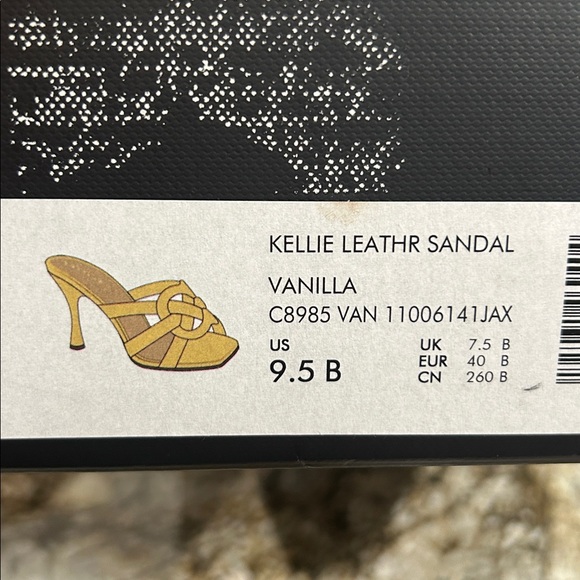 KELLIE LEATHR SANDAL
VANILLA
C8985 VAN 11006141JAX
US UK 7.5 B
9.5 B EUR 40 B
CN 260 B